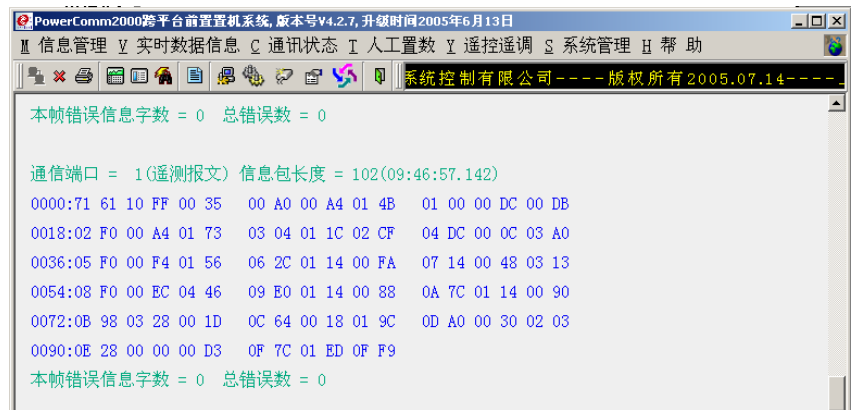 PowerComm2000跨平台前置置机系统, 版本号V4.2.7, 升级时间2005年6月13日
M 信息管理 V 实时数据信息 C 通讯状态 T 人工置数 Y 遥控遥调 S 系统管理 H 帮 助
系统控制有限公司----版权所有2005.07.14----
本帧错误信息字数 = 0 总错误数 = 0
通信端口 = 1(遥测报文) 信息包长度 = 102(09:46:57.142)
0000:71 61 10 FF 00 35 00 A0 00 A4 01 4B 01 00 00 DC 00 DB
0018:02 F0 00 A4 01 73 03 04 01 1C 02 CF 04 DC 00 0C 03 A0
0036:05 F0 00 F4 01 56 06 2C 01 14 00 FA 07 14 00 48 03 13
0054:08 F0 00 EC 04 46 09 E0 01 14 00 88 0A 7C 01 14 00 90
0072:0B 98 03 28 00 1D 0C 64 00 18 01 9C 0D A0 00 30 02 03
0090:0E 28 00 00 00 D3 0F 7C 01 ED 0F F9
本帧错误信息字数 = 0 总错误数 = 0